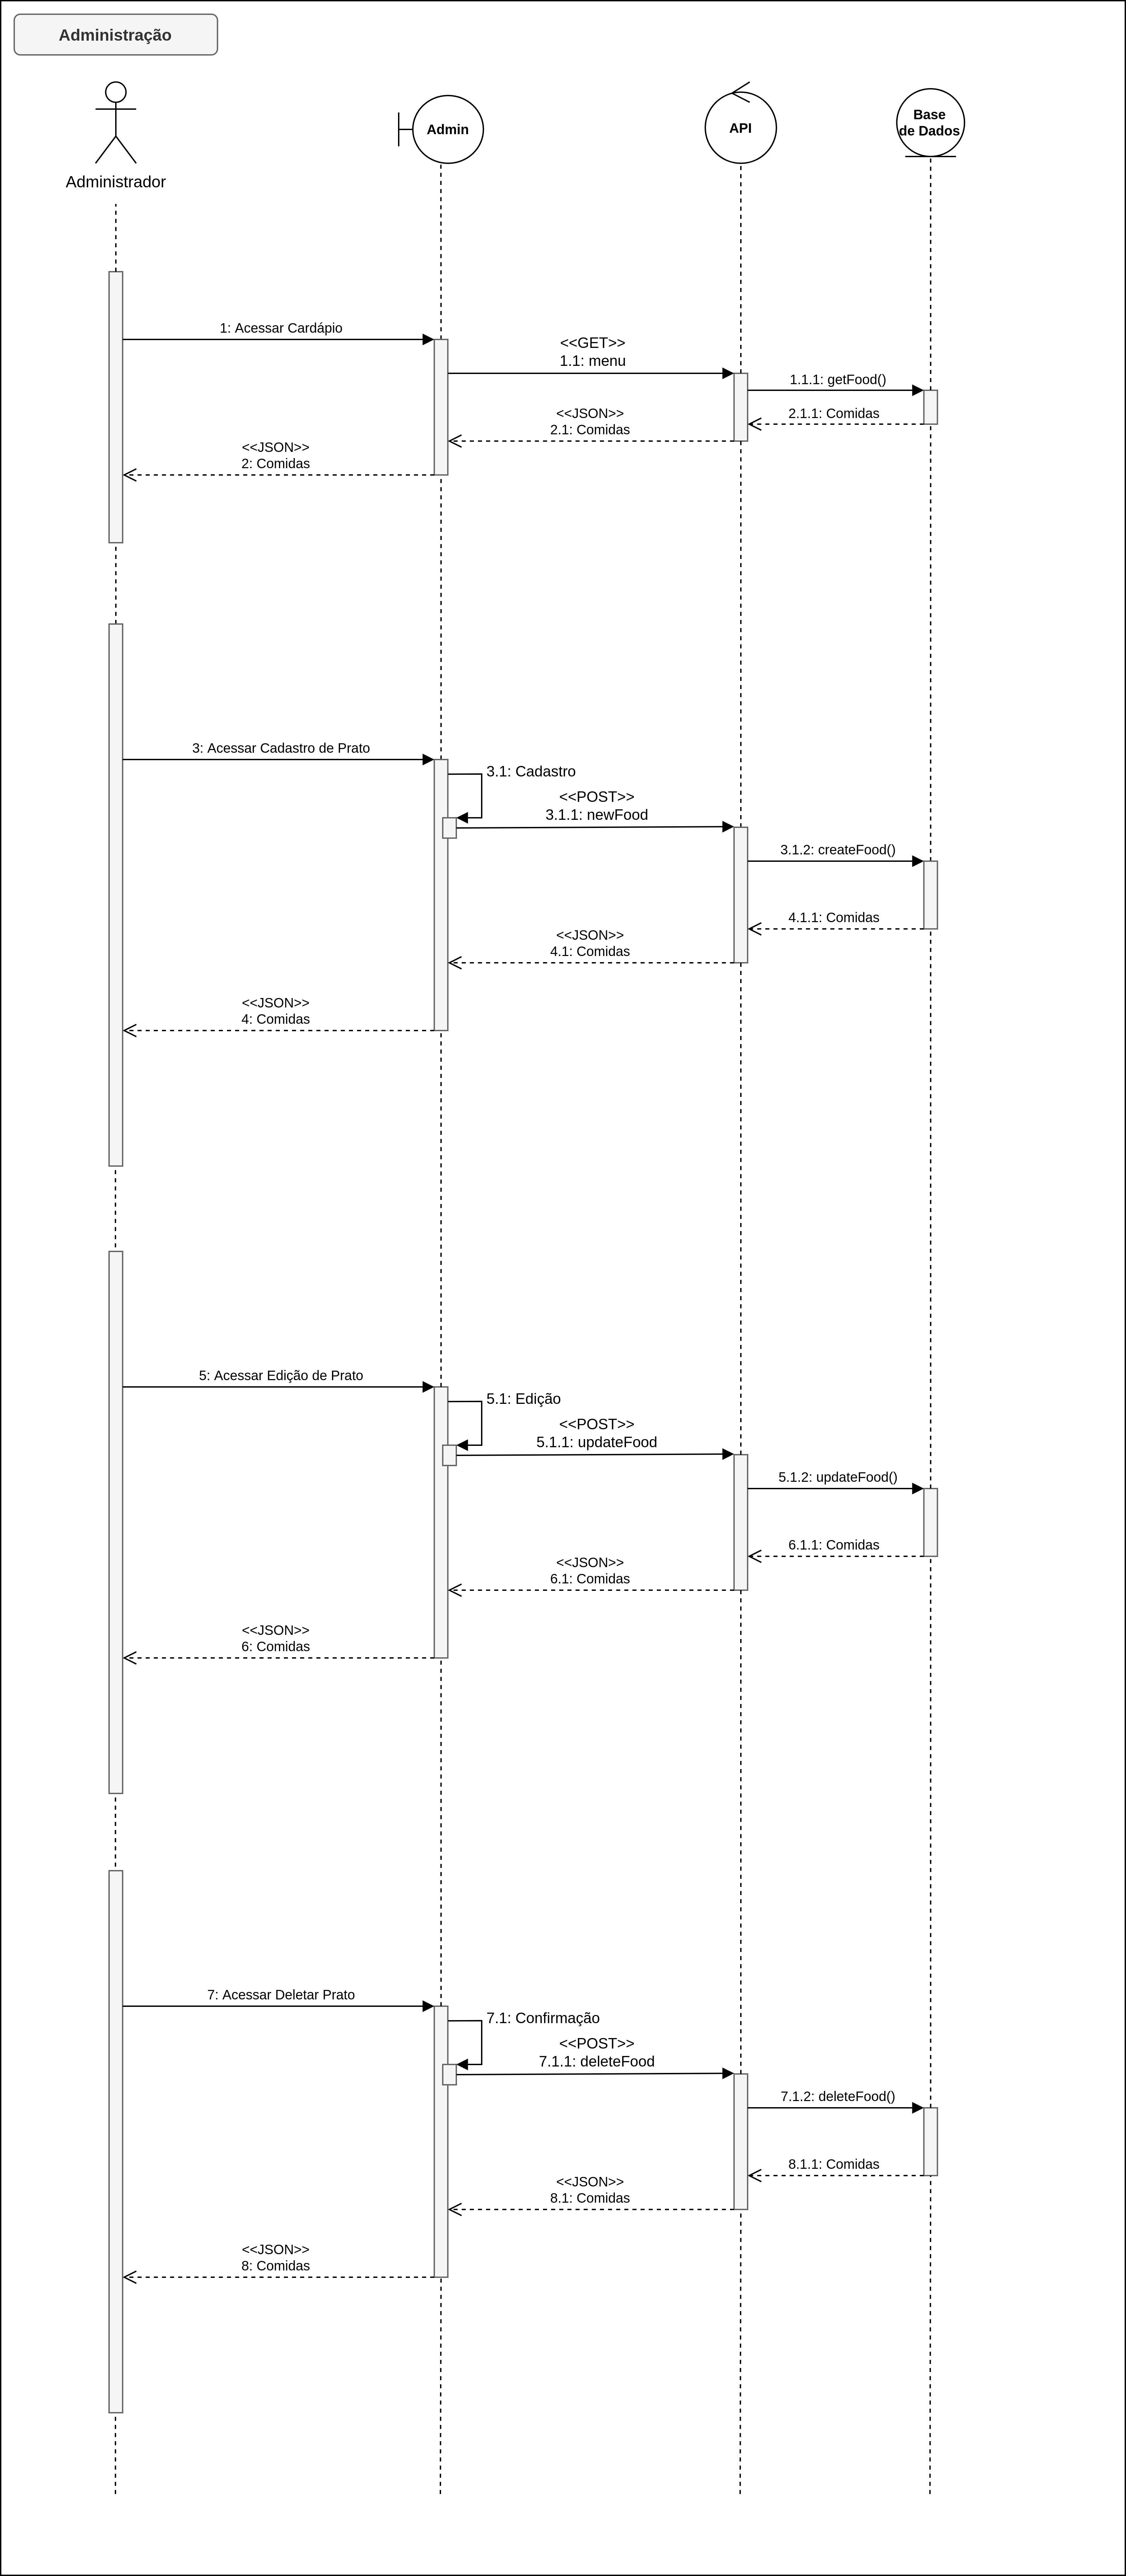 Administração
Administrador
Admin
API
Base
de Dados
1: Acessar Cardápio
<<GET>>
1.1: menu
1.1.1: getFood()
2.1.1: Comidas
<<JSON>>
2.1: Comidas
<<JSON>>
2: Comidas
3: Acessar Cadastro de Prato
3.1: Cadastro
<<POST>>
3.1.1: newFood
3.1.2: createFood()
4.1.1: Comidas
<<JSON>>
4.1: Comidas
<<JSON>>
4: Comidas
5: Acessar Edição de Prato
5.1: Edição
<<POST>>
5.1.1: updateFood
5.1.2: updateFood()
6.1.1: Comidas
<<JSON>>
6.1: Comidas
<<JSON>>
6: Comidas
7: Acessar Deletar Prato
7.1: Confirmação
<<POST>>
7.1.1: deleteFood
7.1.2: deleteFood()
8.1.1: Comidas
<<JSON>>
8.1: Comidas
<<JSON>>
8: Comidas